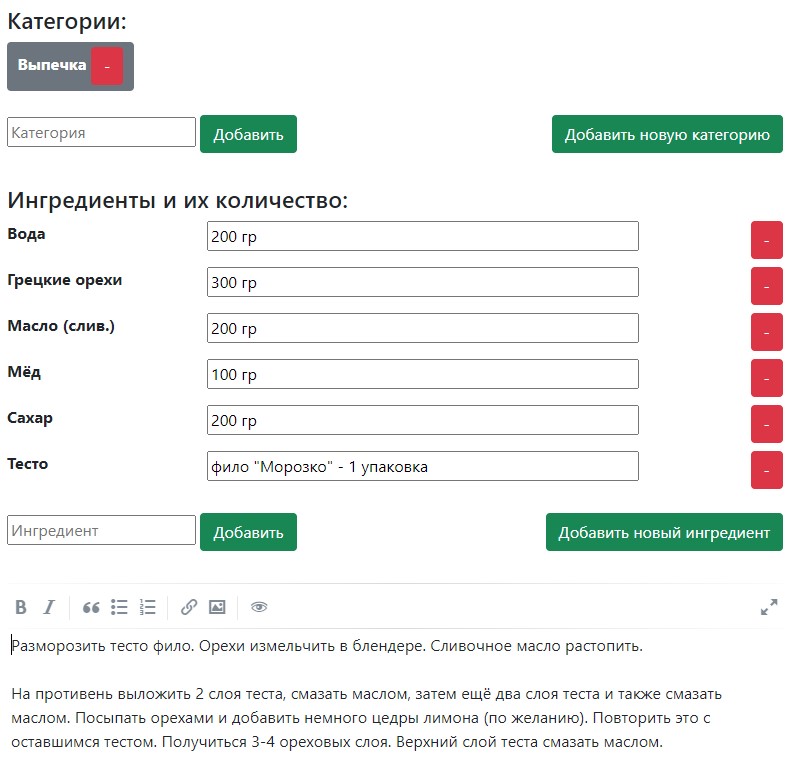 Категории:
Выпечка -
Категория Добавить Добавить новую категорию
Ингредиенты и их количество:
Вода 200 гр -
Грецкие орехи 300 гр -
Масло (слив.) 200 гр -
Мёд 100 гр -
Сахар 200 гр -
Тесто фило "Морозко" - 1 упаковка -
Ингредиент Добавить Добавить новый ингредиент
Разморозить тесто фило. Орехи измельчить в блендере. Сливочное масло растопить.
На противень выложить 2 слоя теста, смазать маслом, затем ещё два слоя теста и также смазать
маслом. Посыпать орехами и добавить немного цедры лимона (по желанию). Повторить это с
оставшимся тестом. Получиться 3-4 ореховых слоя. Верхний слой теста смазать маслом.